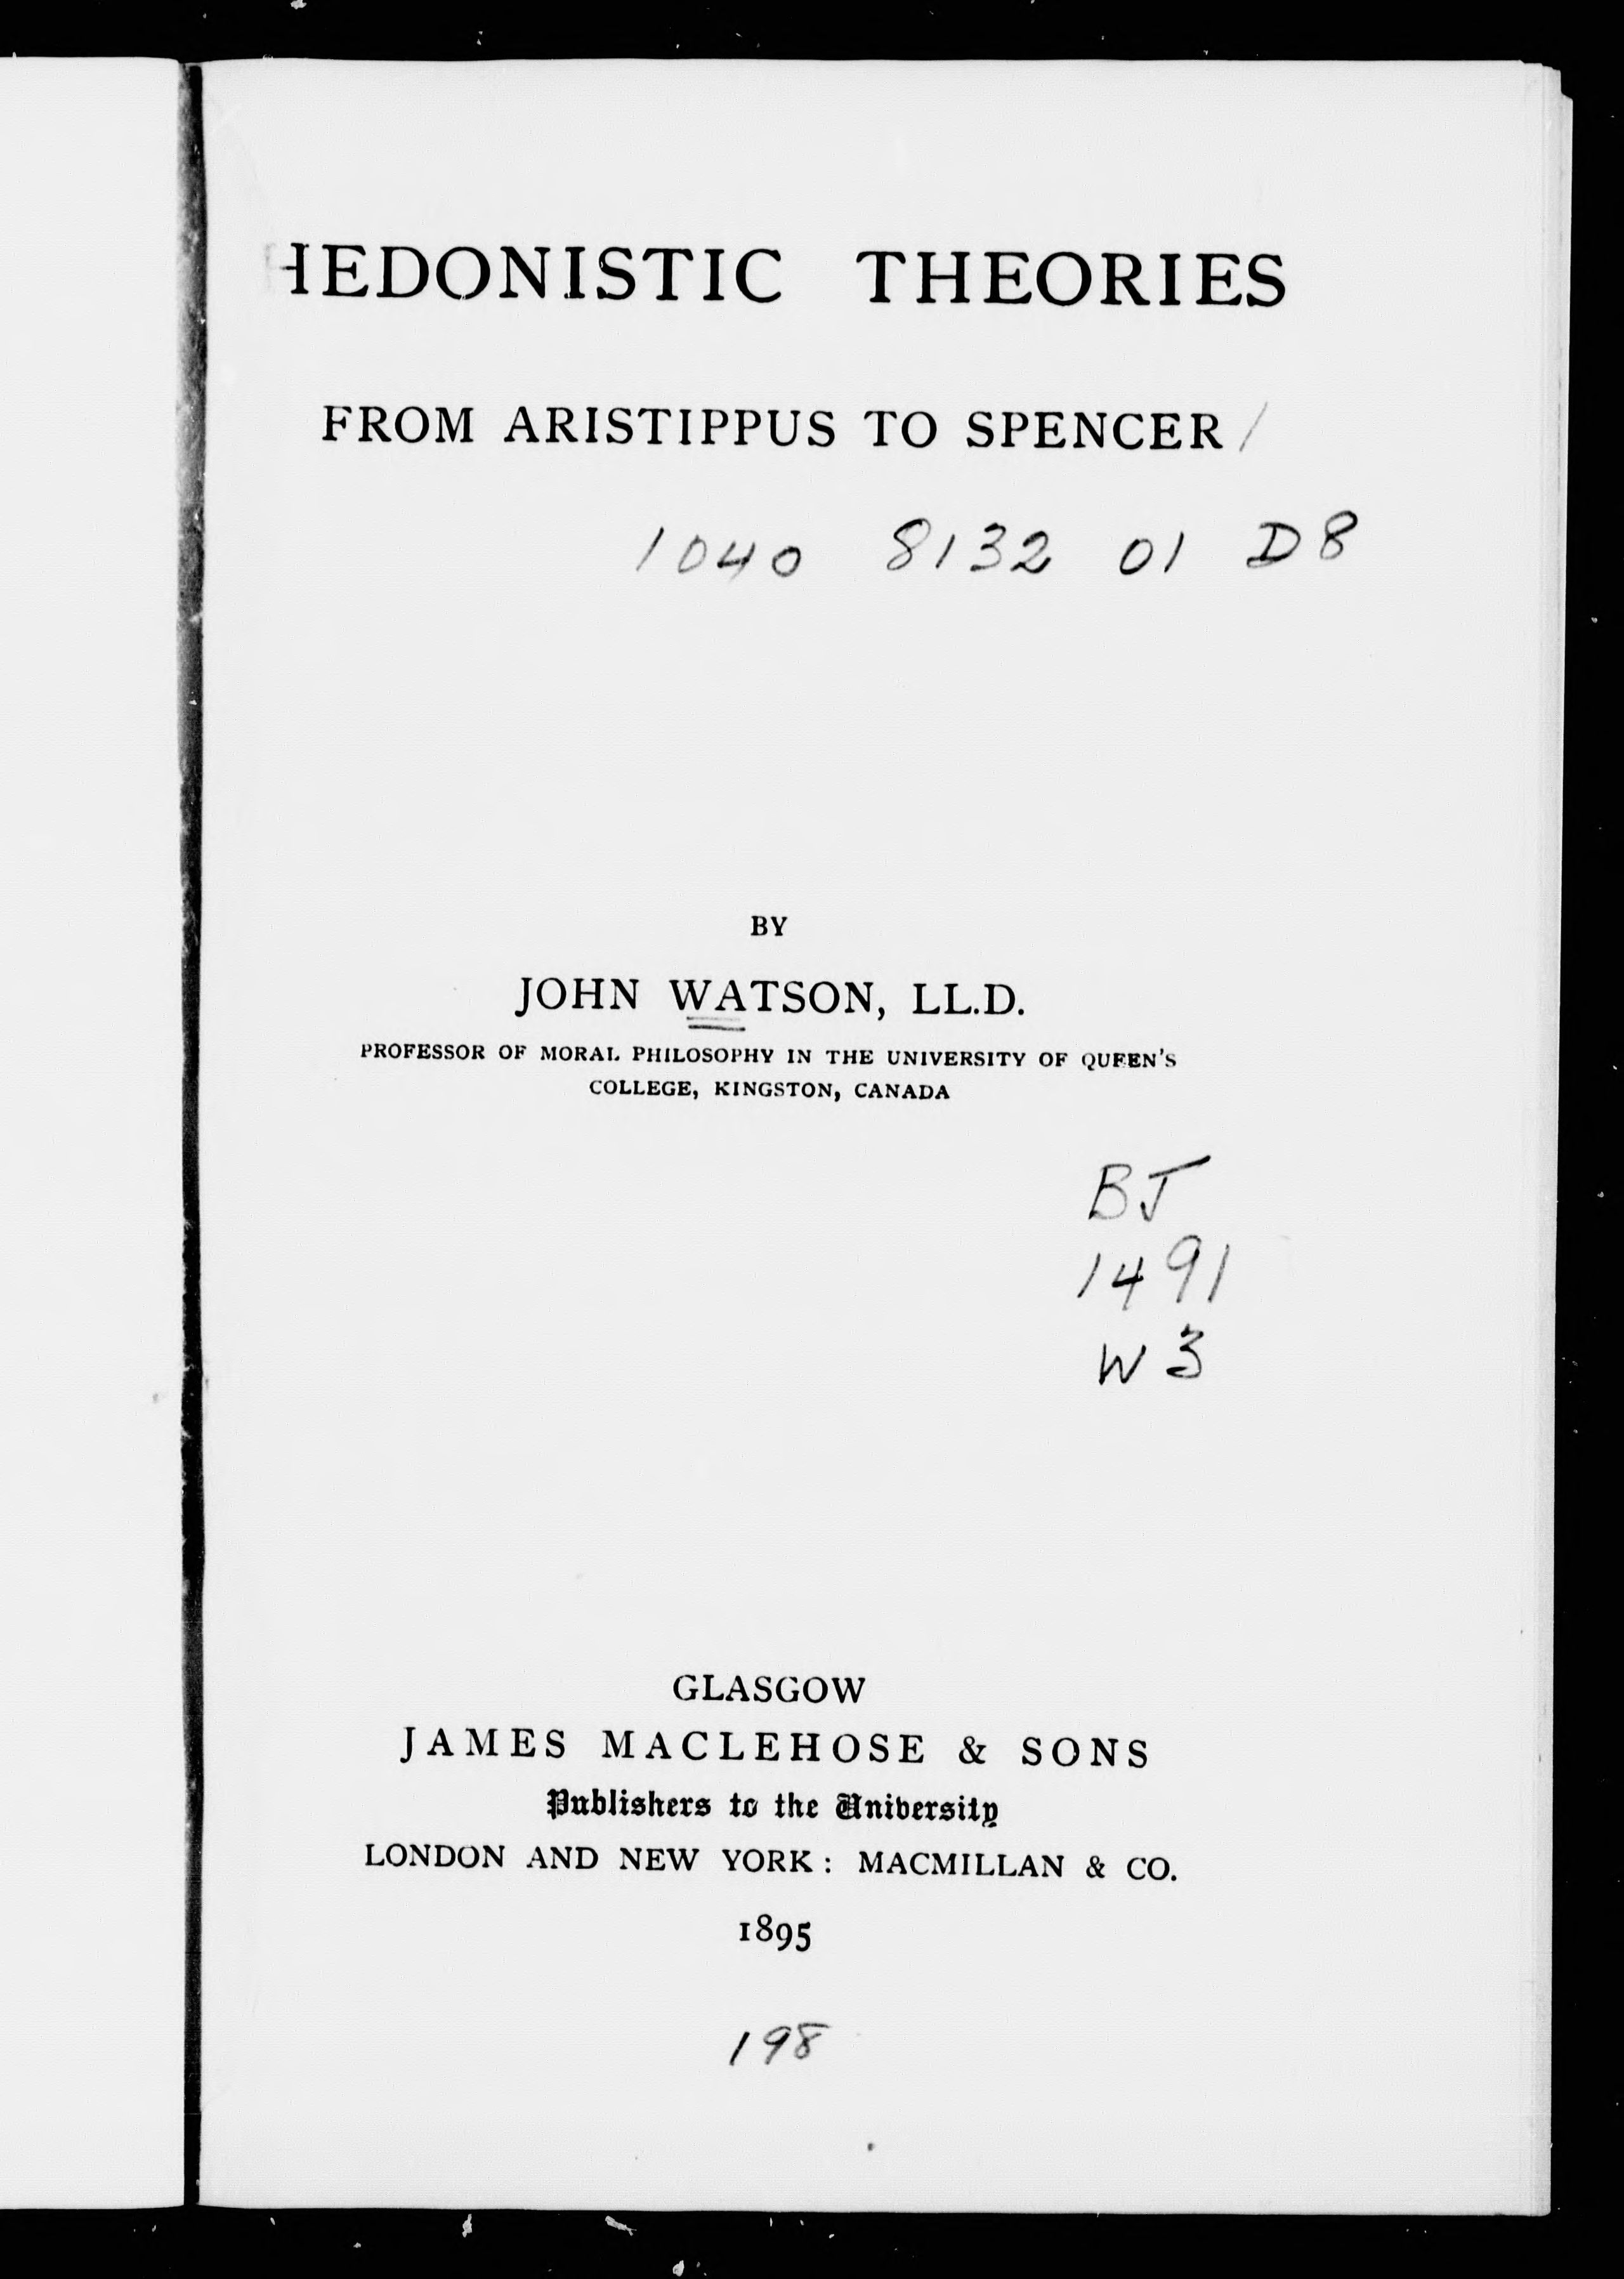 HEDONISTIC THEORIES
FROM ARISTIPPUS TO SPENCER /
1040 8132 01 D8
BY
JOHN WATSON, LL.D.
PROFESSOR OF MORAL PHILOSOPHY IN THE UNIVERSITY OF QUEEN'S
COLLEGE, KINGSTON, CANADA
BJ
1491
W3
GLASGOW
JAMES MACLEHOSE & SONS
Publishers to the University
LONDON AND NEW YORK: MACMILLAN & CO.
1895
198